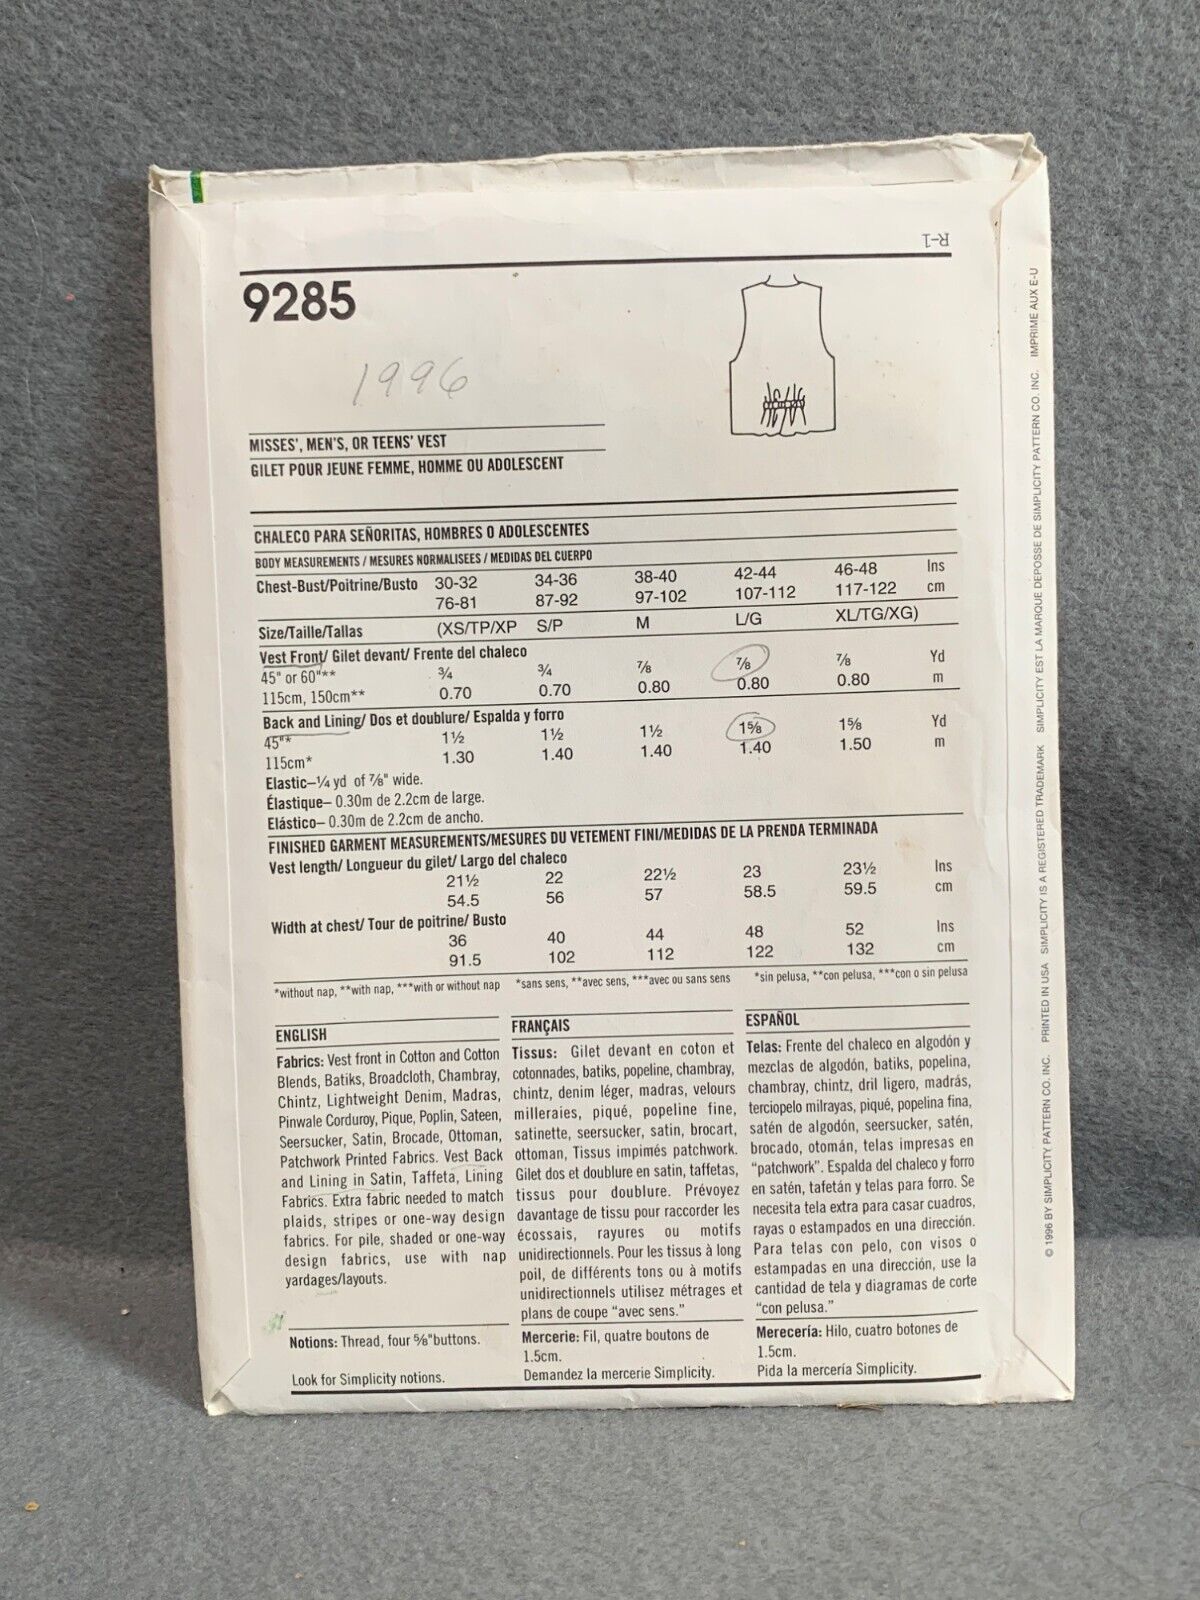 R-1
9285
1996
MISSES', MEN'S, OR TEENS' VEST
GILET POUR JEUNE FEMME, HOMME OU ADOLESCENT
CHALECO PARA SEÑORITAS, HOMBRES O ADOLESCENTES
BODY MEASUREMENTS / MESURES NORMALISEES / MEDIDAS DEL CUERPO
Chest-Bust/Poitrine/Busto 30-32 34-36 38-40 42-44 46-48 Ins
76-81 87-92 97-102 107-112 117-122 cm
Size/Taille/Tallas (XS/TP/XP S/P M L/G XL/TG/XG)
Vest Front/ Gilet devant/ Frente del chaleco
45" or 60"** ¾ ¾ ⅞ ⅞ ⅞ Yd
115cm, 150cm** 0.70 0.70 0.80 0.80 0.80 m
Back and Lining/ Dos et doublure/ Espalda y forro
45"* 1½ 1½ 1½ 1⅝ 1⅝ Yd
115cm* 1.30 1.40 1.40 1.40 1.50 m
Elastic–¼ yd of ⅞" wide.
Élastique– 0.30m de 2.2cm de large.
Elástico– 0.30m de 2.2cm de ancho.
FINISHED GARMENT MEASUREMENTS/MESURES DU VETEMENT FINI/MEDIDAS DE LA PRENDA TERMINADA
Vest length/ Longueur du gilet/ Largo del chaleco
21½ 22 22½ 23 23½ Ins
54.5 56 57 58.5 59.5 cm
Width at chest/ Tour de poitrine/ Busto
36 40 44 48 52 Ins
91.5 102 112 122 132 cm
*without nap, **with nap, ***with or without nap *sans sens, **avec sens, ***avec ou sans sens *sin pelusa, **con pelusa, ***con o sin pelusa
ENGLISH
Fabrics: Vest front in Cotton and Cotton
Blends, Batiks, Broadcloth, Chambray,
Chintz, Lightweight Denim, Madras,
Pinwale Corduroy, Pique, Poplin, Sateen,
Seersucker, Satin, Brocade, Ottoman,
Patchwork Printed Fabrics. Vest Back
and Lining in Satin, Taffeta, Lining
Fabrics. Extra fabric needed to match
plaids, stripes or one-way design
fabrics. For pile, shaded or one-way
design fabrics, use with nap
yardages/layouts.
Notions: Thread, four ⅝"buttons.
Look for Simplicity notions.
FRANÇAIS
Tissus: Gilet devant en coton et
cotonnades, batiks, popeline, chambray,
chintz, denim léger, madras, velours
milleraies, piqué, popeline fine,
satinette, seersucker, satin, brocart,
ottoman, Tissus impimés patchwork.
Gilet dos et doublure en satin, taffetas,
tissus pour doublure. Prévoyez
davantage de tissu pour raccorder les
écossais, rayures ou motifs
unidirectionnels. Pour les tissus à long
poil, de différents tons ou à motifs
unidirectionnels utilisez métrages et
plans de coupe "avec sens."
Mercerie: Fil, quatre boutons de
1.5cm.
Demandez la mercerie Simplicity.
ESPAÑOL
Telas: Frente del chaleco en algodón y
mezclas de algodón, batiks, popelina,
chambray, chintz, dril ligero, madrás,
terciopelo milrayas, piqué, popelina fina,
satén de algodón, seersucker, satén,
brocado, otomán, telas impresas en
"patchwork". Espalda del chaleco y forro
en satén, tafetán y telas para forro. Se
necesita tela extra para casar cuadros,
rayas o estampados en una dirección.
Para telas con pelo, con visos o
estampadas en una dirección, use la
cantidad de tela y diagramas de corte
"con pelusa."
Merecería: Hilo, cuatro botones de
1.5cm.
Pida la mercería Simplicity.
© 1996 BY SIMPLICITY PATTERN CO. INC. PRINTED IN USA SIMPLICITY IS A REGISTERED TRADEMARK SIMPLICITY EST LA MARQUE DEPOSSE DE SIMPLICITY PATTERN CO. INC. IMPRIME AUX E-U